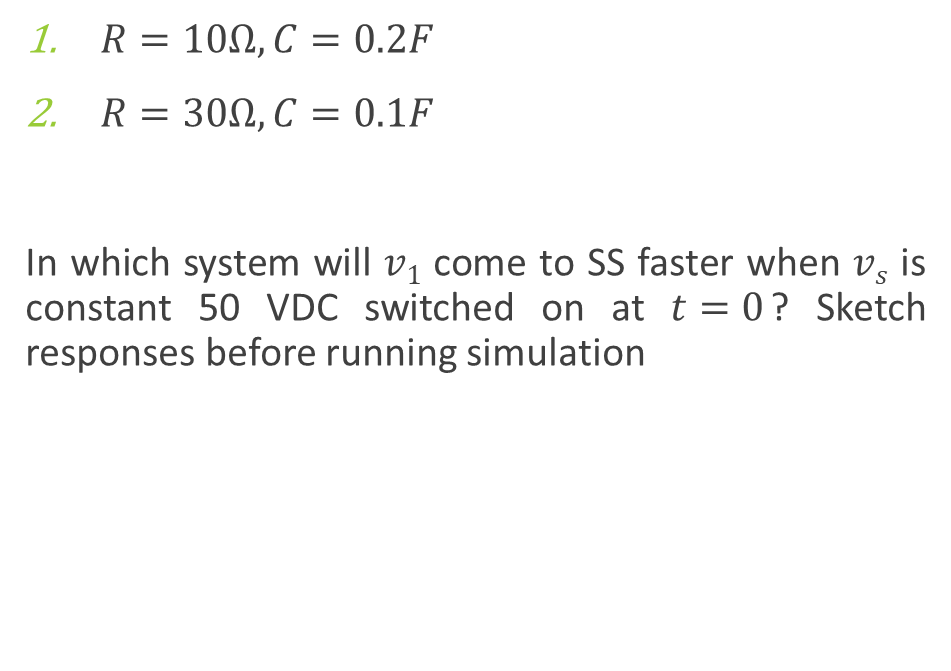 1. R = 10Ω, C = 0.2F
2. R = 30Ω, C = 0.1F
In which system will v₁ come to SS faster when vₛ is
constant 50 VDC switched on at t = 0 ? Sketch
responses before running simulation